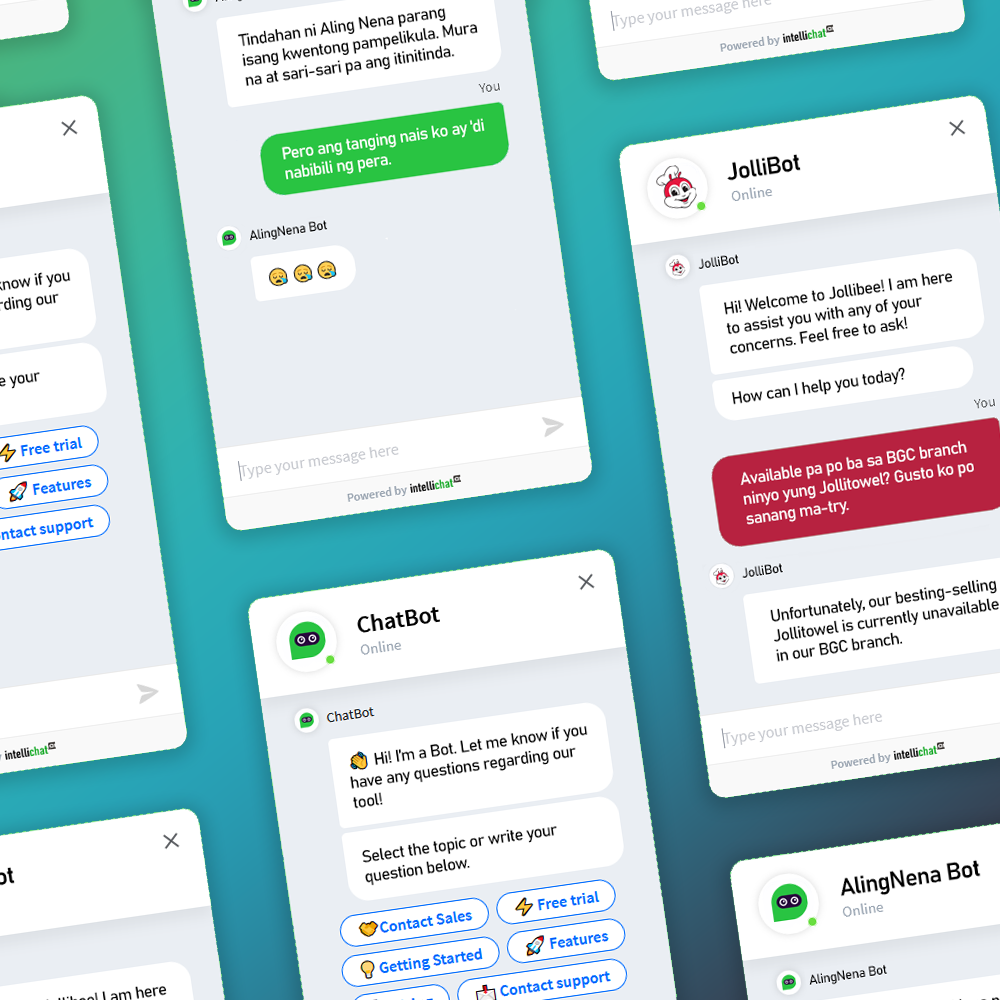 Tindahan ni Aling Nena parang
isang kwentong pampelikula. Mura
na at sari-sari pa ang itinitinda.
You
Pero ang tanging nais ko ay 'di
nabibili ng pera.
AlingNena Bot
😪 😪 😪
Type your message here
Powered by intellichat
Type your message here
Powered by intellichat
JolliBot
Online
JolliBot
Hi! Welcome to Jollibee! I am here
to assist you with any of your
concerns. Feel free to ask!
How can I help you today?
You
Available pa po ba sa BGC branch
ninyo yung Jollitowel? Gusto ko po
sanang ma-try.
JolliBot
Unfortunately, our besting-selling
Jollitowel is currently unavailable
in our BGC branch.
Type your message here
Powered by intellichat
know if you
our
your
Free trial
Features
support
intellichat
ChatBot
Online
ChatBot
👏 Hi! I'm a Bot. Let me know if you
have any questions regarding our
tool!
Select the topic or write your
question below.
Contact Sales
Free trial
Getting Started
Features
Contact support
AlingNena Bot
Online
AlingNena Bot
I am here